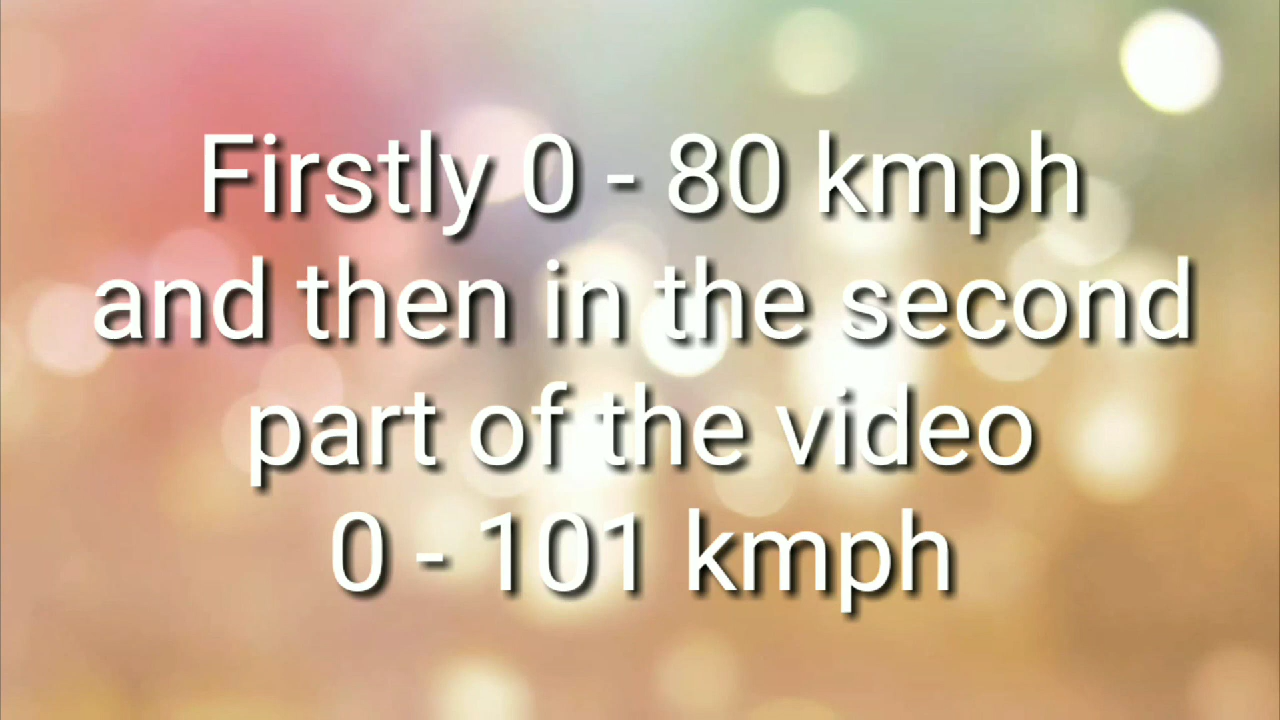 Firstly 0 - 80 kmph
and then in the second
part of the video
0 - 101 kmph